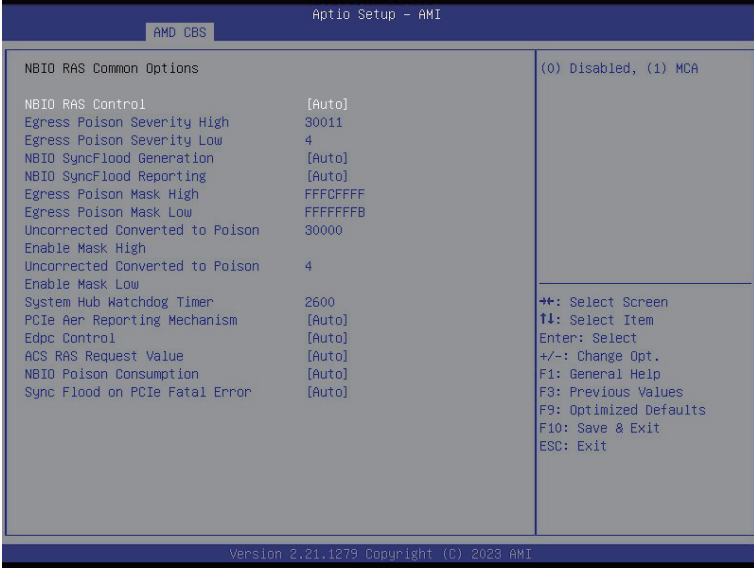 Aptio Setup – AMI
AMD CBS
NBIO RAS Common Options
(0) Disabled, (1) MCA
NBIO RAS Control [Auto]
Egress Poison Severity High 30011
Egress Poison Severity Low 4
NBIO SyncFlood Generation [Auto]
NBIO SyncFlood Reporting [Auto]
Egress Poison Mask High FFFCFFFF
Egress Poison Mask Low FFFFFFFB
Uncorrected Converted to Poison 30000
Enable Mask High
Uncorrected Converted to Poison 4
Enable Mask Low
System Hub Watchdog Timer 2600
PCIe Aer Reporting Mechanism [Auto]
Edpc Control [Auto]
ACS RAS Request Value [Auto]
NBIO Poison Consumption [Auto]
Sync Flood on PCIe Fatal Error [Auto]
→←: Select Screen
↑↓: Select Item
Enter: Select
+/-: Change Opt.
F1: General Help
F3: Previous Values
F9: Optimized Defaults
F10: Save & Exit
ESC: Exit
Version 2.21.1279 Copyright (C) 2023 AMI